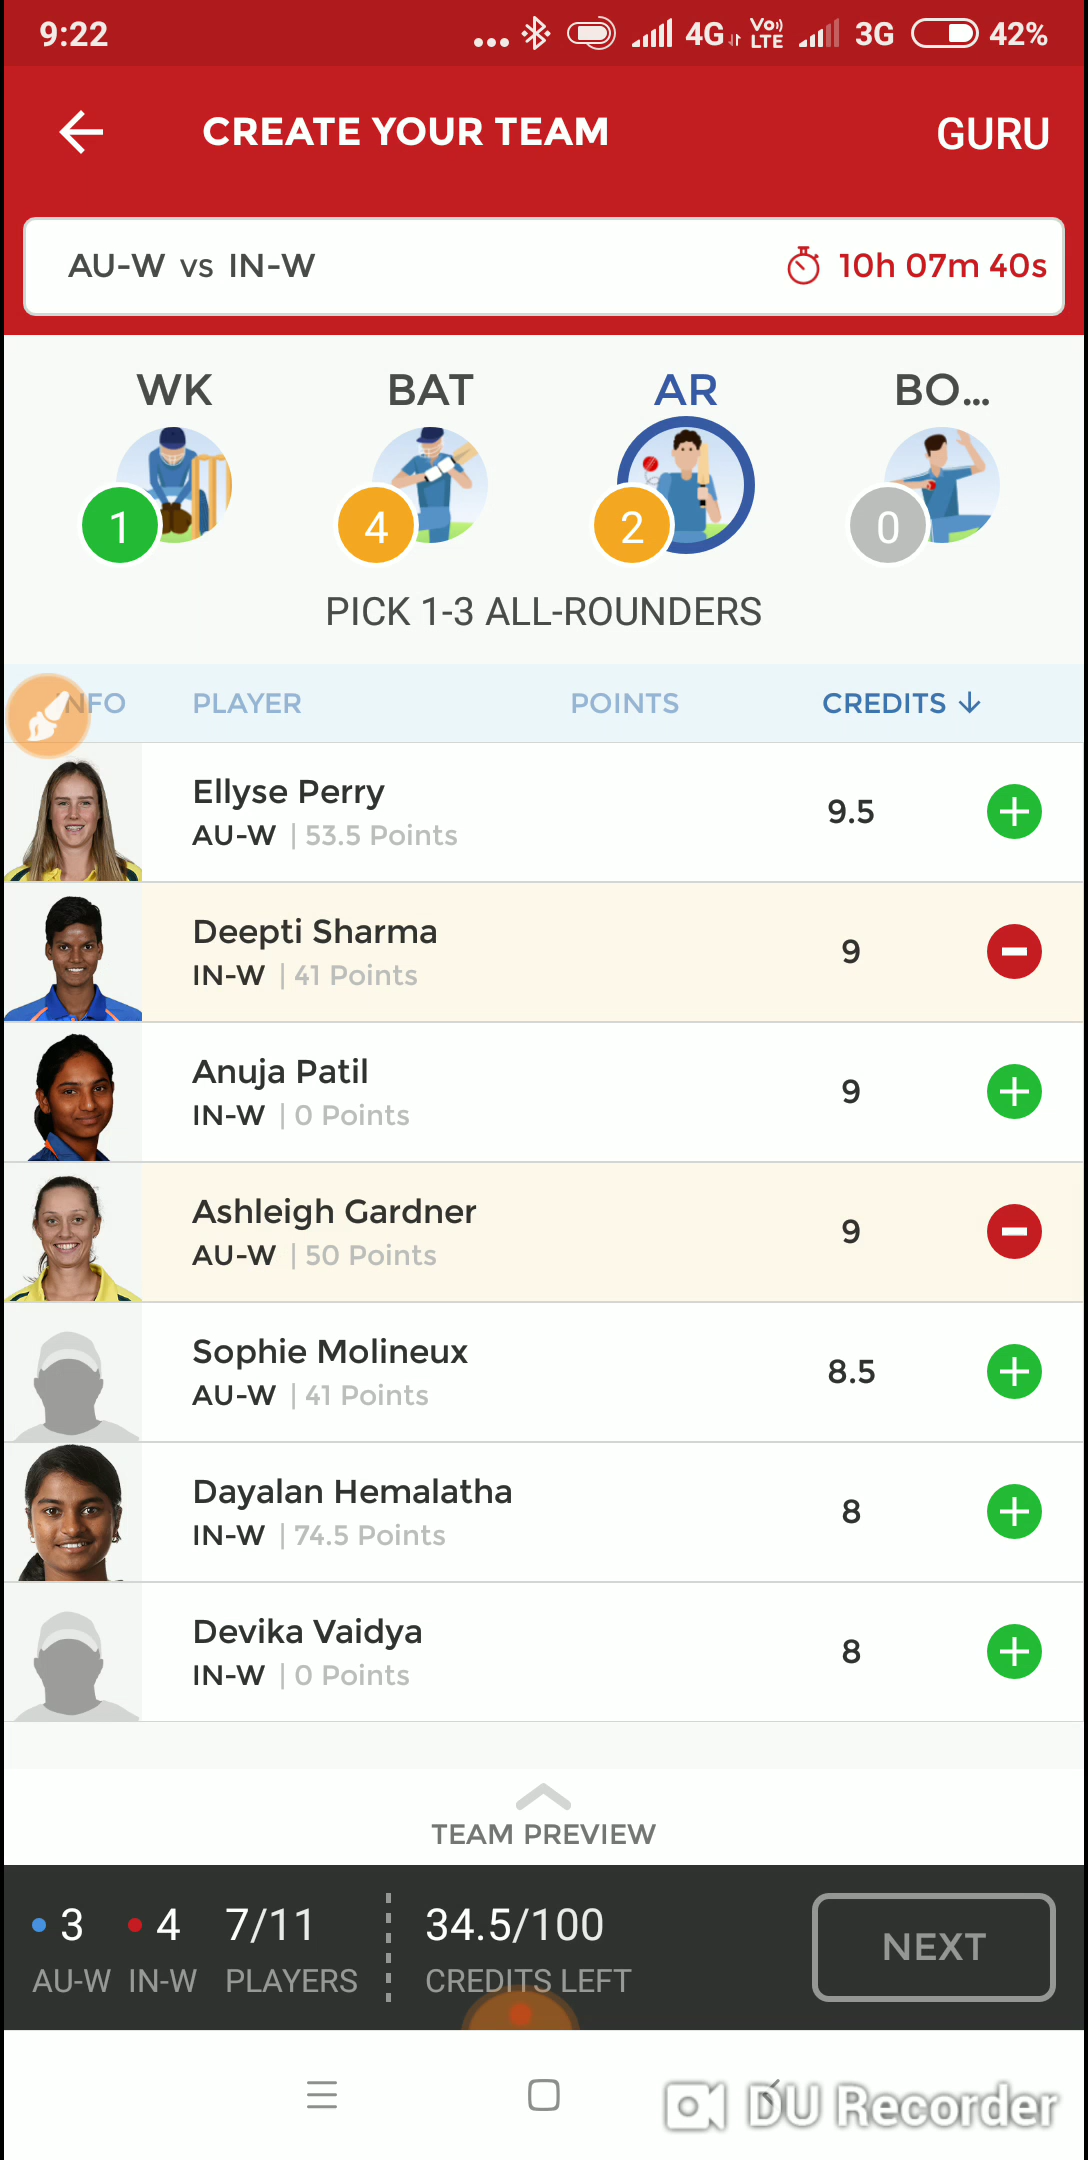 9:22 ... 4G VoLTE 3G 42%
CREATE YOUR TEAM GURU
AU-W vs IN-W 10h 07m 40s
WK BAT AR BO...
1 4 2 0
PICK 1-3 ALL-ROUNDERS
NFO PLAYER POINTS CREDITS ↓
Ellyse Perry
AU-W | 53.5 Points 9.5
Deepti Sharma
IN-W | 41 Points 9
Anuja Patil
IN-W | 0 Points 9
Ashleigh Gardner
AU-W | 50 Points 9
Sophie Molineux
AU-W | 41 Points 8.5
Dayalan Hemalatha
IN-W | 74.5 Points 8
Devika Vaidya
IN-W | 0 Points 8
TEAM PREVIEW
3 4 7/11 34.5/100
AU-W IN-W PLAYERS CREDITS LEFT NEXT
DU Recorder